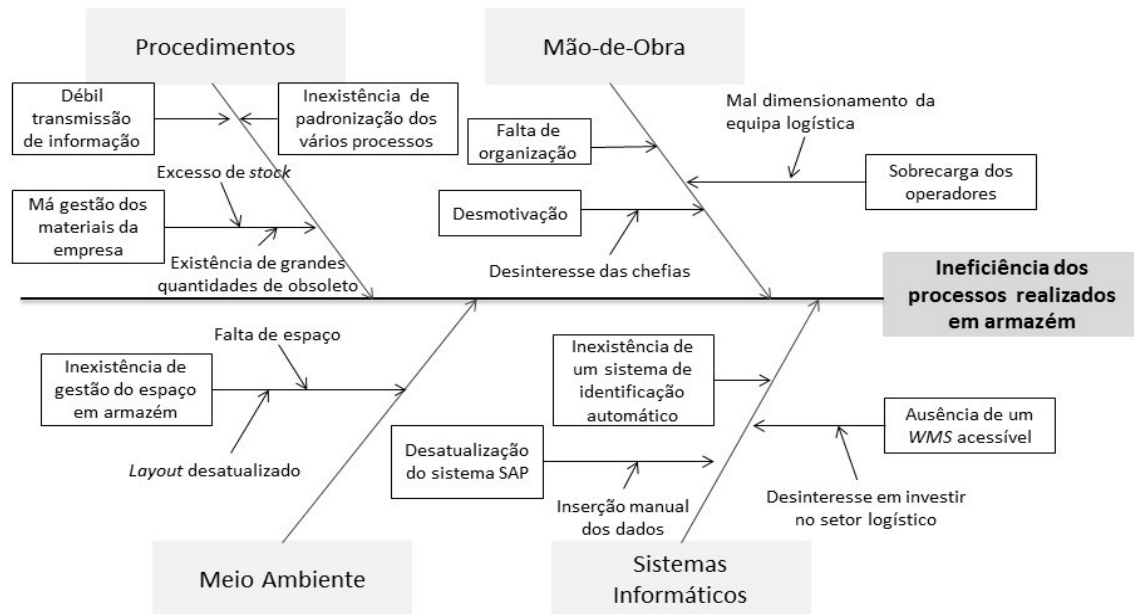 Procedimentos
Mão-de-Obra
Débil
transmissão
de informação
Inexistência de
padronização dos
vários processos
Excesso de stock
Má gestão dos
materiais da
empresa
Existência de grandes
quantidades de obsoleto
Falta de
organização
Mal dimensionamento da
equipa logística
Sobrecarga dos
operadores
Desmotivação
Desinteresse das chefias
Ineficiência dos
processos realizados
em armazém
Falta de espaço
Inexistência de
gestão do espaço
em armazém
Layout desatualizado
Inexistência de
um sistema de
identificação
automático
Ausência de um
WMS acessível
Desatualização
do sistema SAP
Inserção manual
dos dados
Desinteresse em investir
no setor logístico
Meio Ambiente
Sistemas
Informáticos